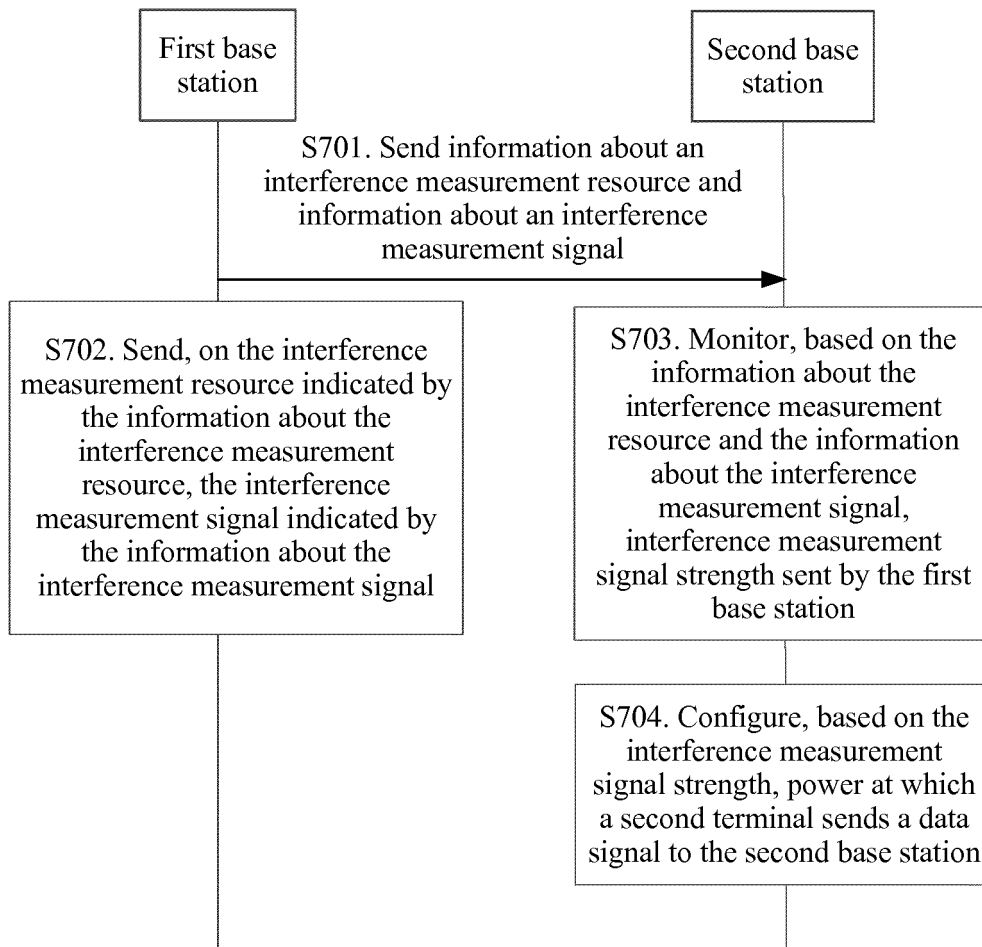 First base
station
Second base
station
S701. Send information about an
interference measurement resource and
information about an interference
measurement signal
S702. Send, on the interference
measurement resource indicated by
the information about the
interference measurement
resource, the interference
measurement signal indicated by
the information about the
interference measurement signal
S703. Monitor, based on the
information about the
interference measurement
resource and the information
about the interference
measurement signal,
interference measurement
signal strength sent by the first
base station
S704. Configure, based on the
interference measurement
signal strength, power at which
a second terminal sends a data
signal to the second base station